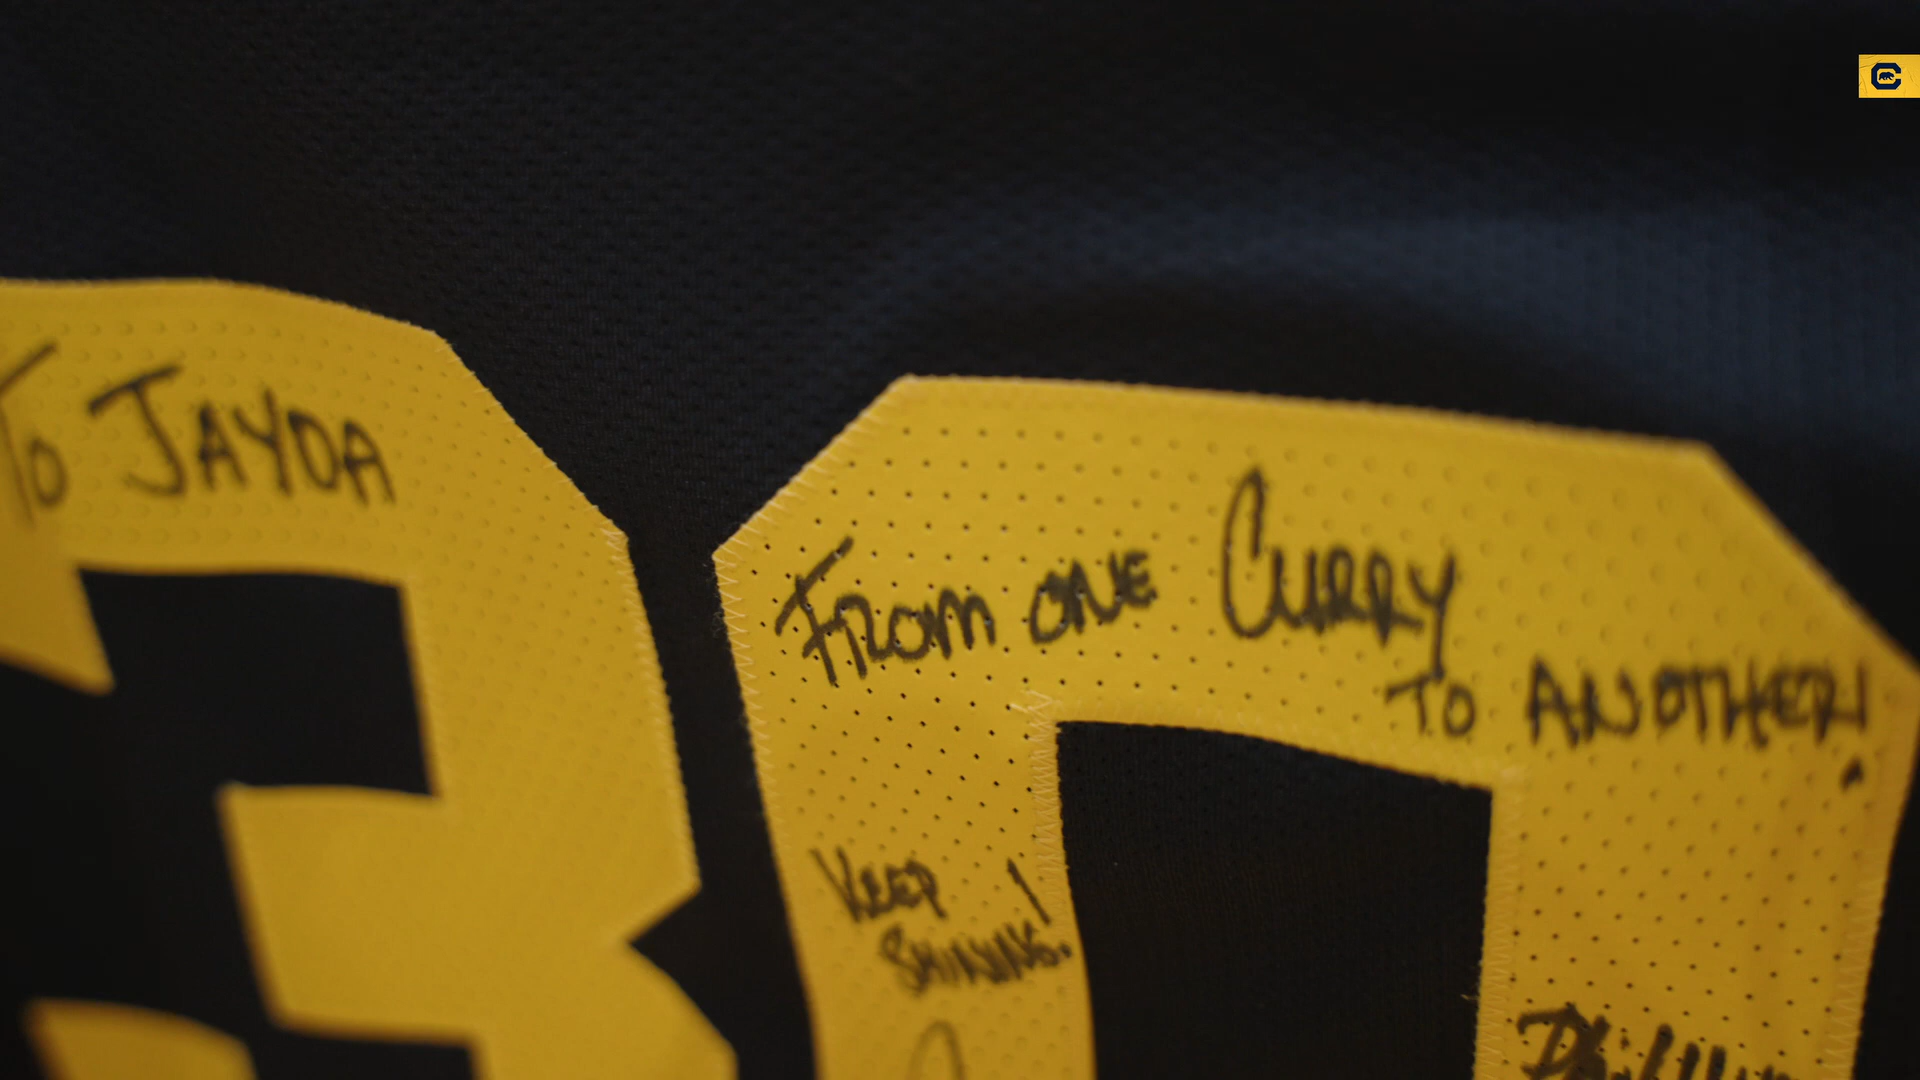 To JAYDA
FROM ONE CURRY
TO ANOTHER!
KEEP
SHINING!